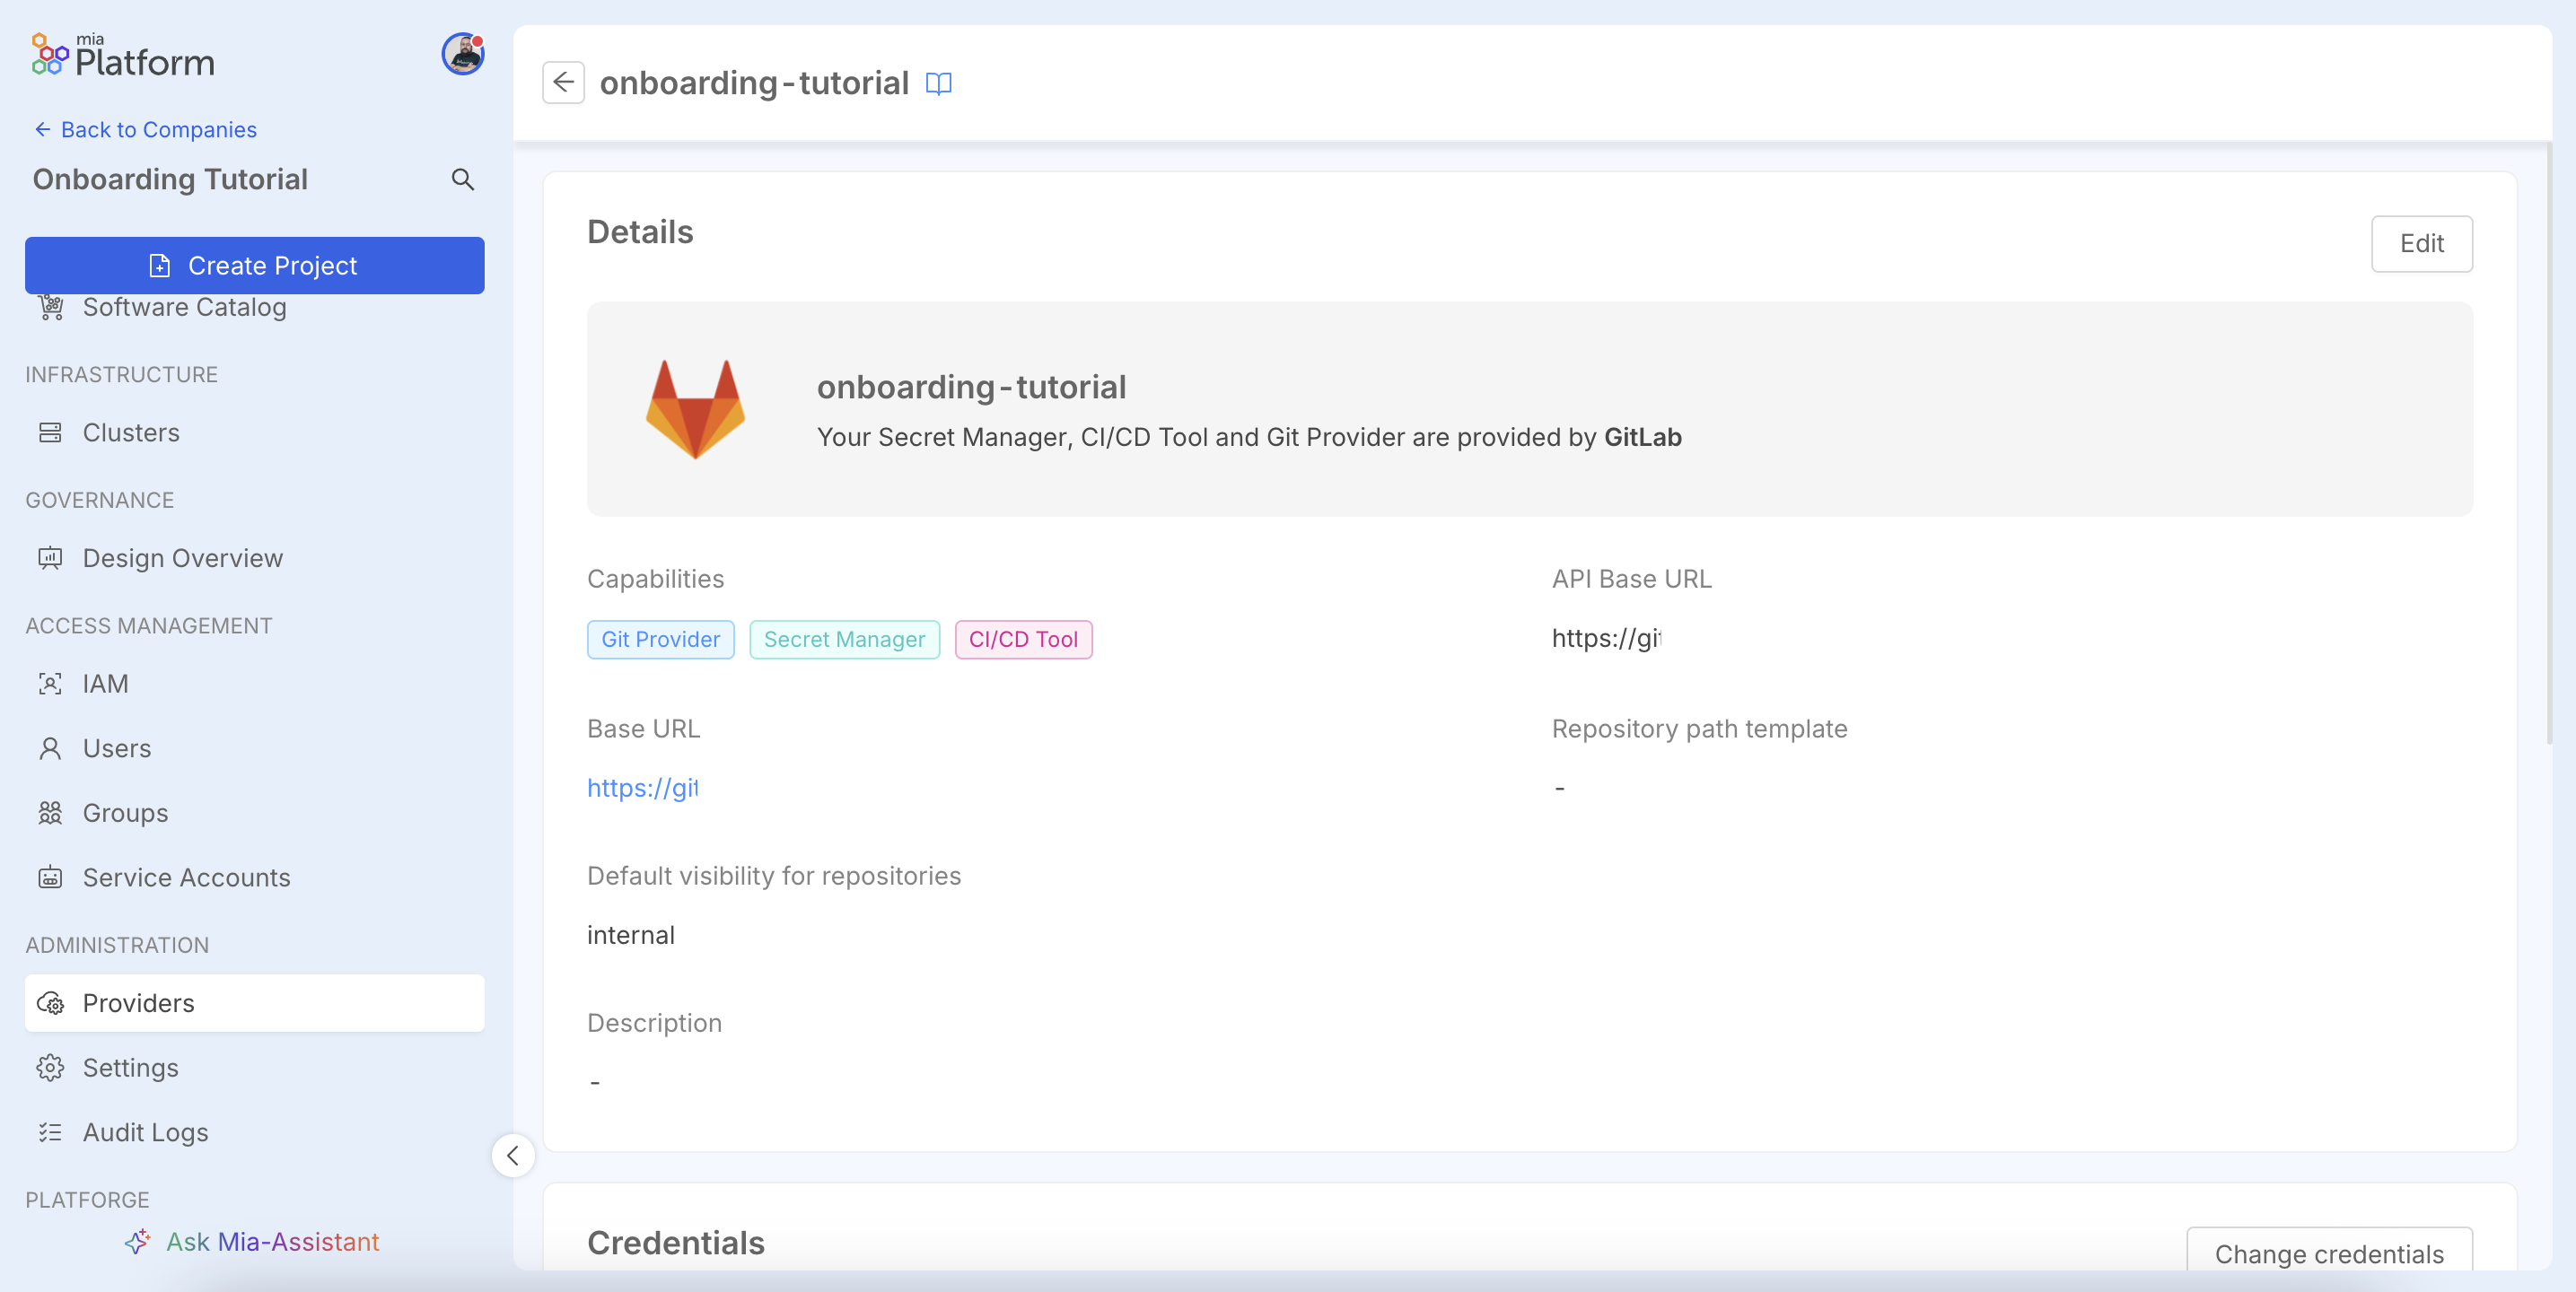 mia
Platform
Back to Companies
Onboarding Tutorial
Create Project
Software Catalog
INFRASTRUCTURE
Clusters
GOVERNANCE
Design Overview
ACCESS MANAGEMENT
IAM
Users
Groups
Service Accounts
ADMINISTRATION
Providers
Settings
Audit Logs
PLATFORGE
Ask Mia-Assistant
onboarding-tutorial
Details
Edit
onboarding-tutorial
Your Secret Manager, CI/CD Tool and Git Provider are provided by GitLab
Capabilities
Git Provider Secret Manager CI/CD Tool
API Base URL
https://git
Base URL
https://git
Repository path template
-
Default visibility for repositories
internal
Description
-
Credentials
Change credentials